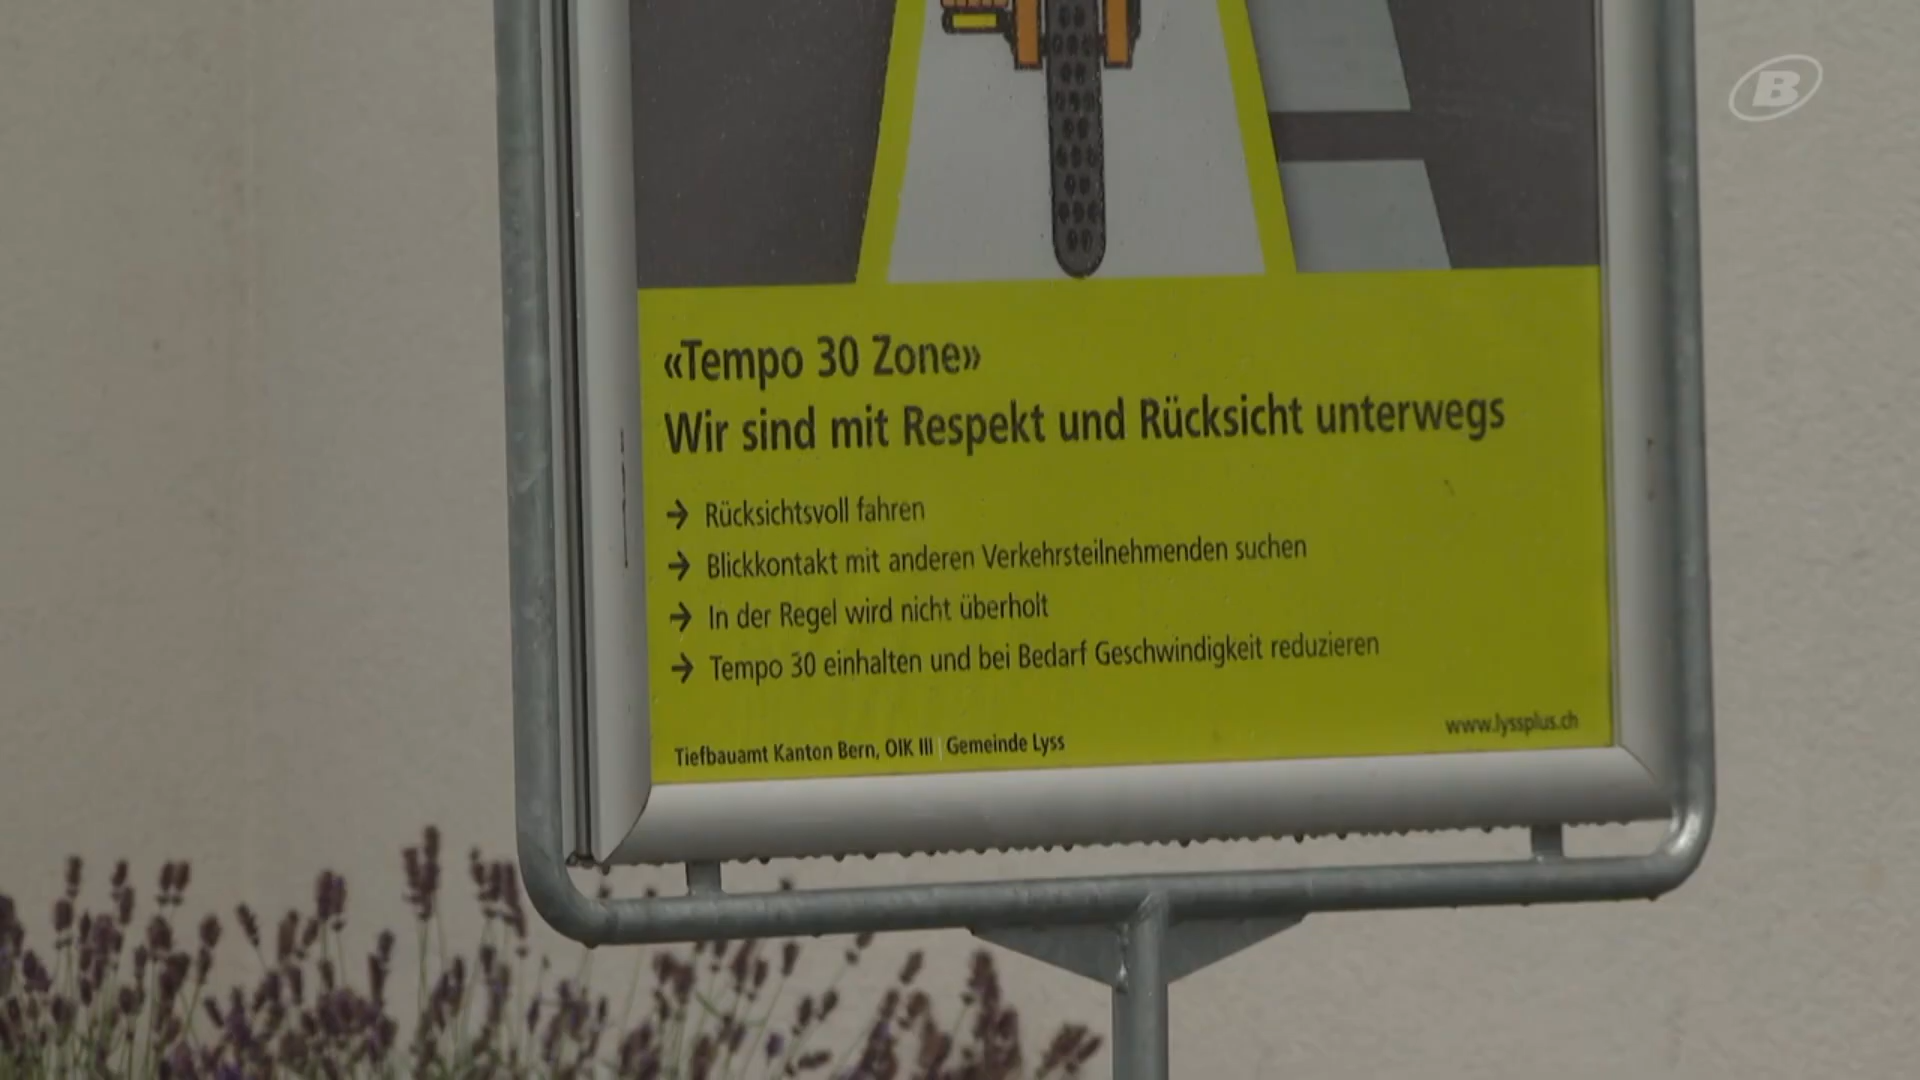 B
«Tempo 30 Zone»
Wir sind mit Respekt und Rücksicht unterwegs
→ Rücksichtsvoll fahren
→ Blickkontakt mit anderen Verkehrsteilnehmenden suchen
→ In der Regel wird nicht überholt
→ Tempo 30 einhalten und bei Bedarf Geschwindigkeit reduzieren
www.lyssplus.ch
Tiefbauamt Kanton Bern, OIK III | Gemeinde Lyss